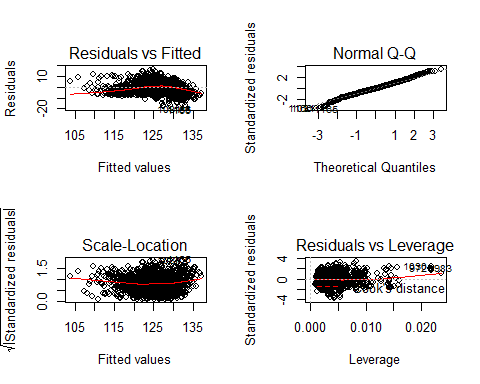 Residuals vs Fitted
Residuals
10
-20
105
115
125
135
Fitted values
Normal Q-Q
Standardized residuals
2
-2
-3
-1
1
2
3
Theoretical Quantiles
Scale-Location
√|Standardized residuals|
1.5
0.0
105
115
125
135
Fitted values
Residuals vs Leverage
Standardized residuals
4
0
-4
Cook's distance
0.000
0.010
0.020
Leverage